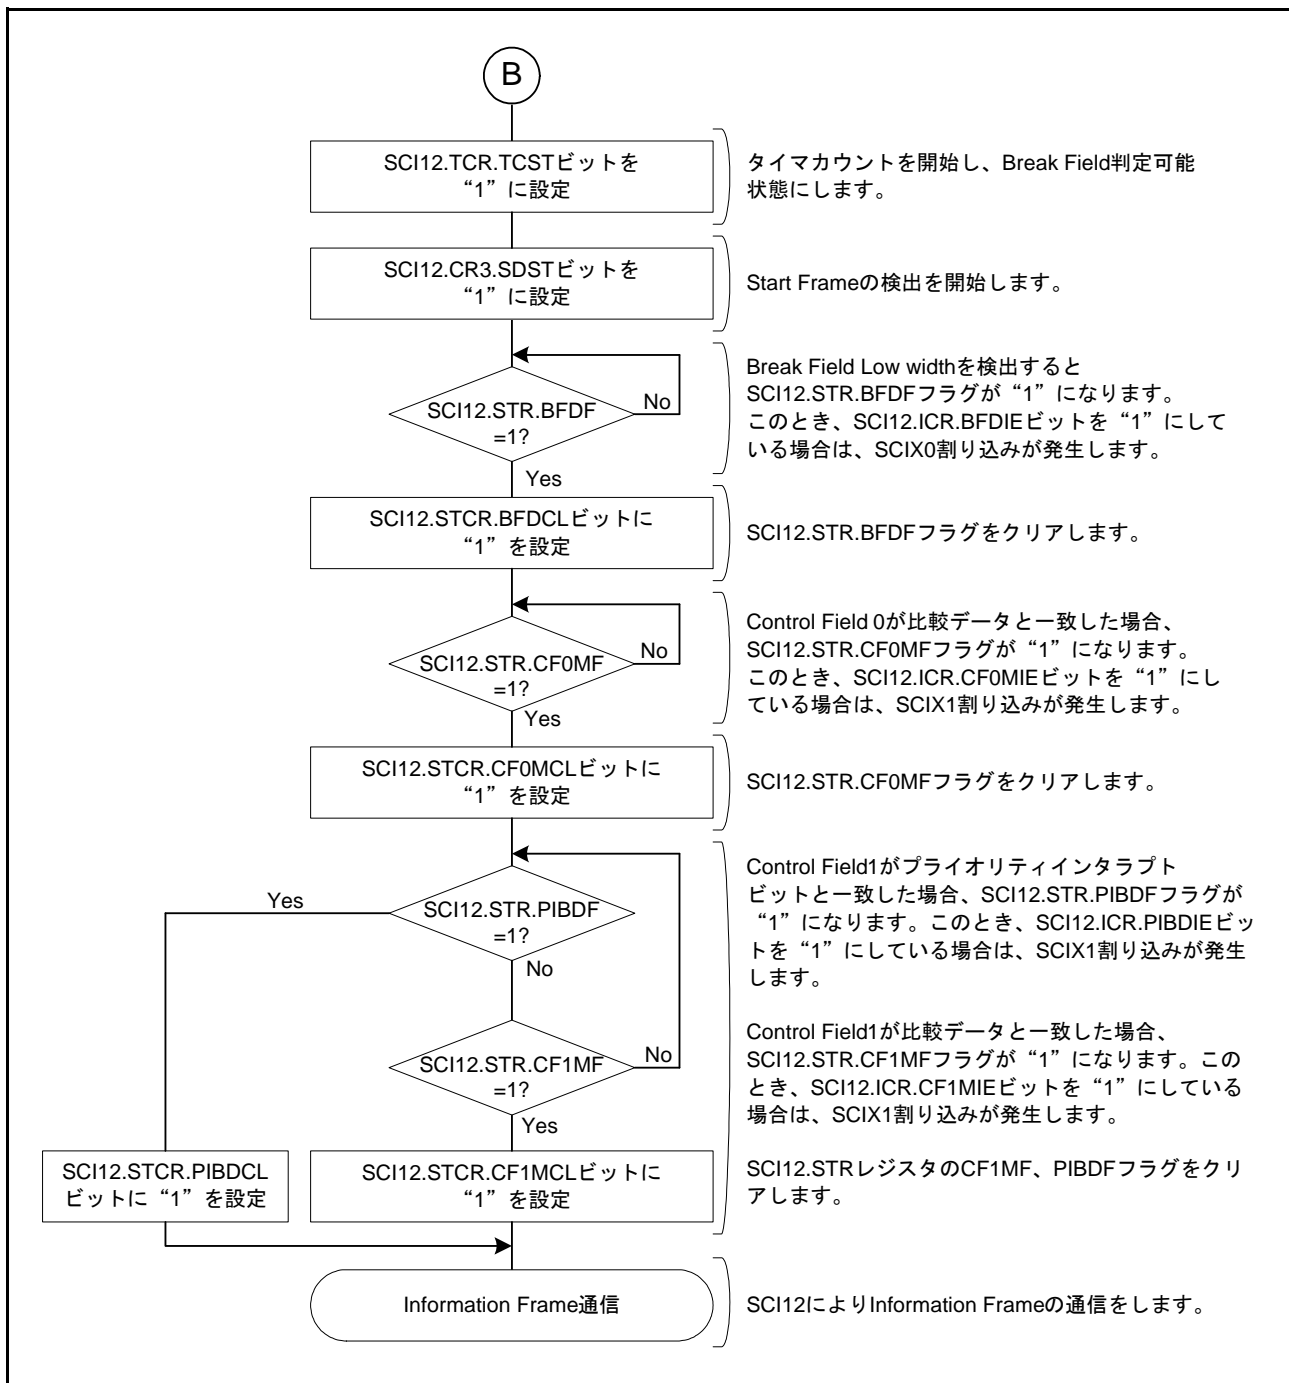 B
SCI12.TCR.TCSTビットを
“1”に設定
タイマカウントを開始し、Break Field判定可能
状態にします。
SCI12.CR3.SDSTビットを
“1”に設定
Start Frameの検出を開始します。
SCI12.STR.BFDF
=1?
No
Yes
Break Field Low widthを検出すると
SCI12.STR.BFDFフラグが“1”になります。
このとき、SCI12.ICR.BFDIEビットを“1”にして
いる場合は、SCIX0割り込みが発生します。
SCI12.STCR.BFDCLビットに
“1”を設定
SCI12.STR.BFDFフラグをクリアします。
SCI12.STR.CF0MF
=1?
No
Yes
Control Field 0が比較データと一致した場合、
SCI12.STR.CF0MFフラグが“1”になります。
このとき、SCI12.ICR.CF0MIEビットを“1”にし
ている場合は、SCIX1割り込みが発生します。
SCI12.STCR.CF0MCLビットに
“1”を設定
SCI12.STR.CF0MFフラグをクリアします。
SCI12.STR.PIBDF
=1?
Yes
No
Control Field1がプライオリティインタラプト
ビットと一致した場合、SCI12.STR.PIBDFフラグが
“1”になります。このとき、SCI12.ICR.PIBDIEビッ
トを“1”にしている場合は、SCIX1割り込みが発生
します。
SCI12.STR.CF1MF
=1?
No
Yes
Control Field1が比較データと一致した場合、
SCI12.STR.CF1MFフラグが“1”になります。この
とき、SCI12.ICR.CF1MIEビットを“1”にしている
場合は、SCIX1割り込みが発生します。
SCI12.STCR.PIBDCL
ビットに“1”を設定
SCI12.STCR.CF1MCLビットに
“1”を設定
SCI12.STRレジスタのCF1MF、PIBDFフラグをクリ
アします。
Information Frame通信
SCI12によりInformation Frameの通信をします。